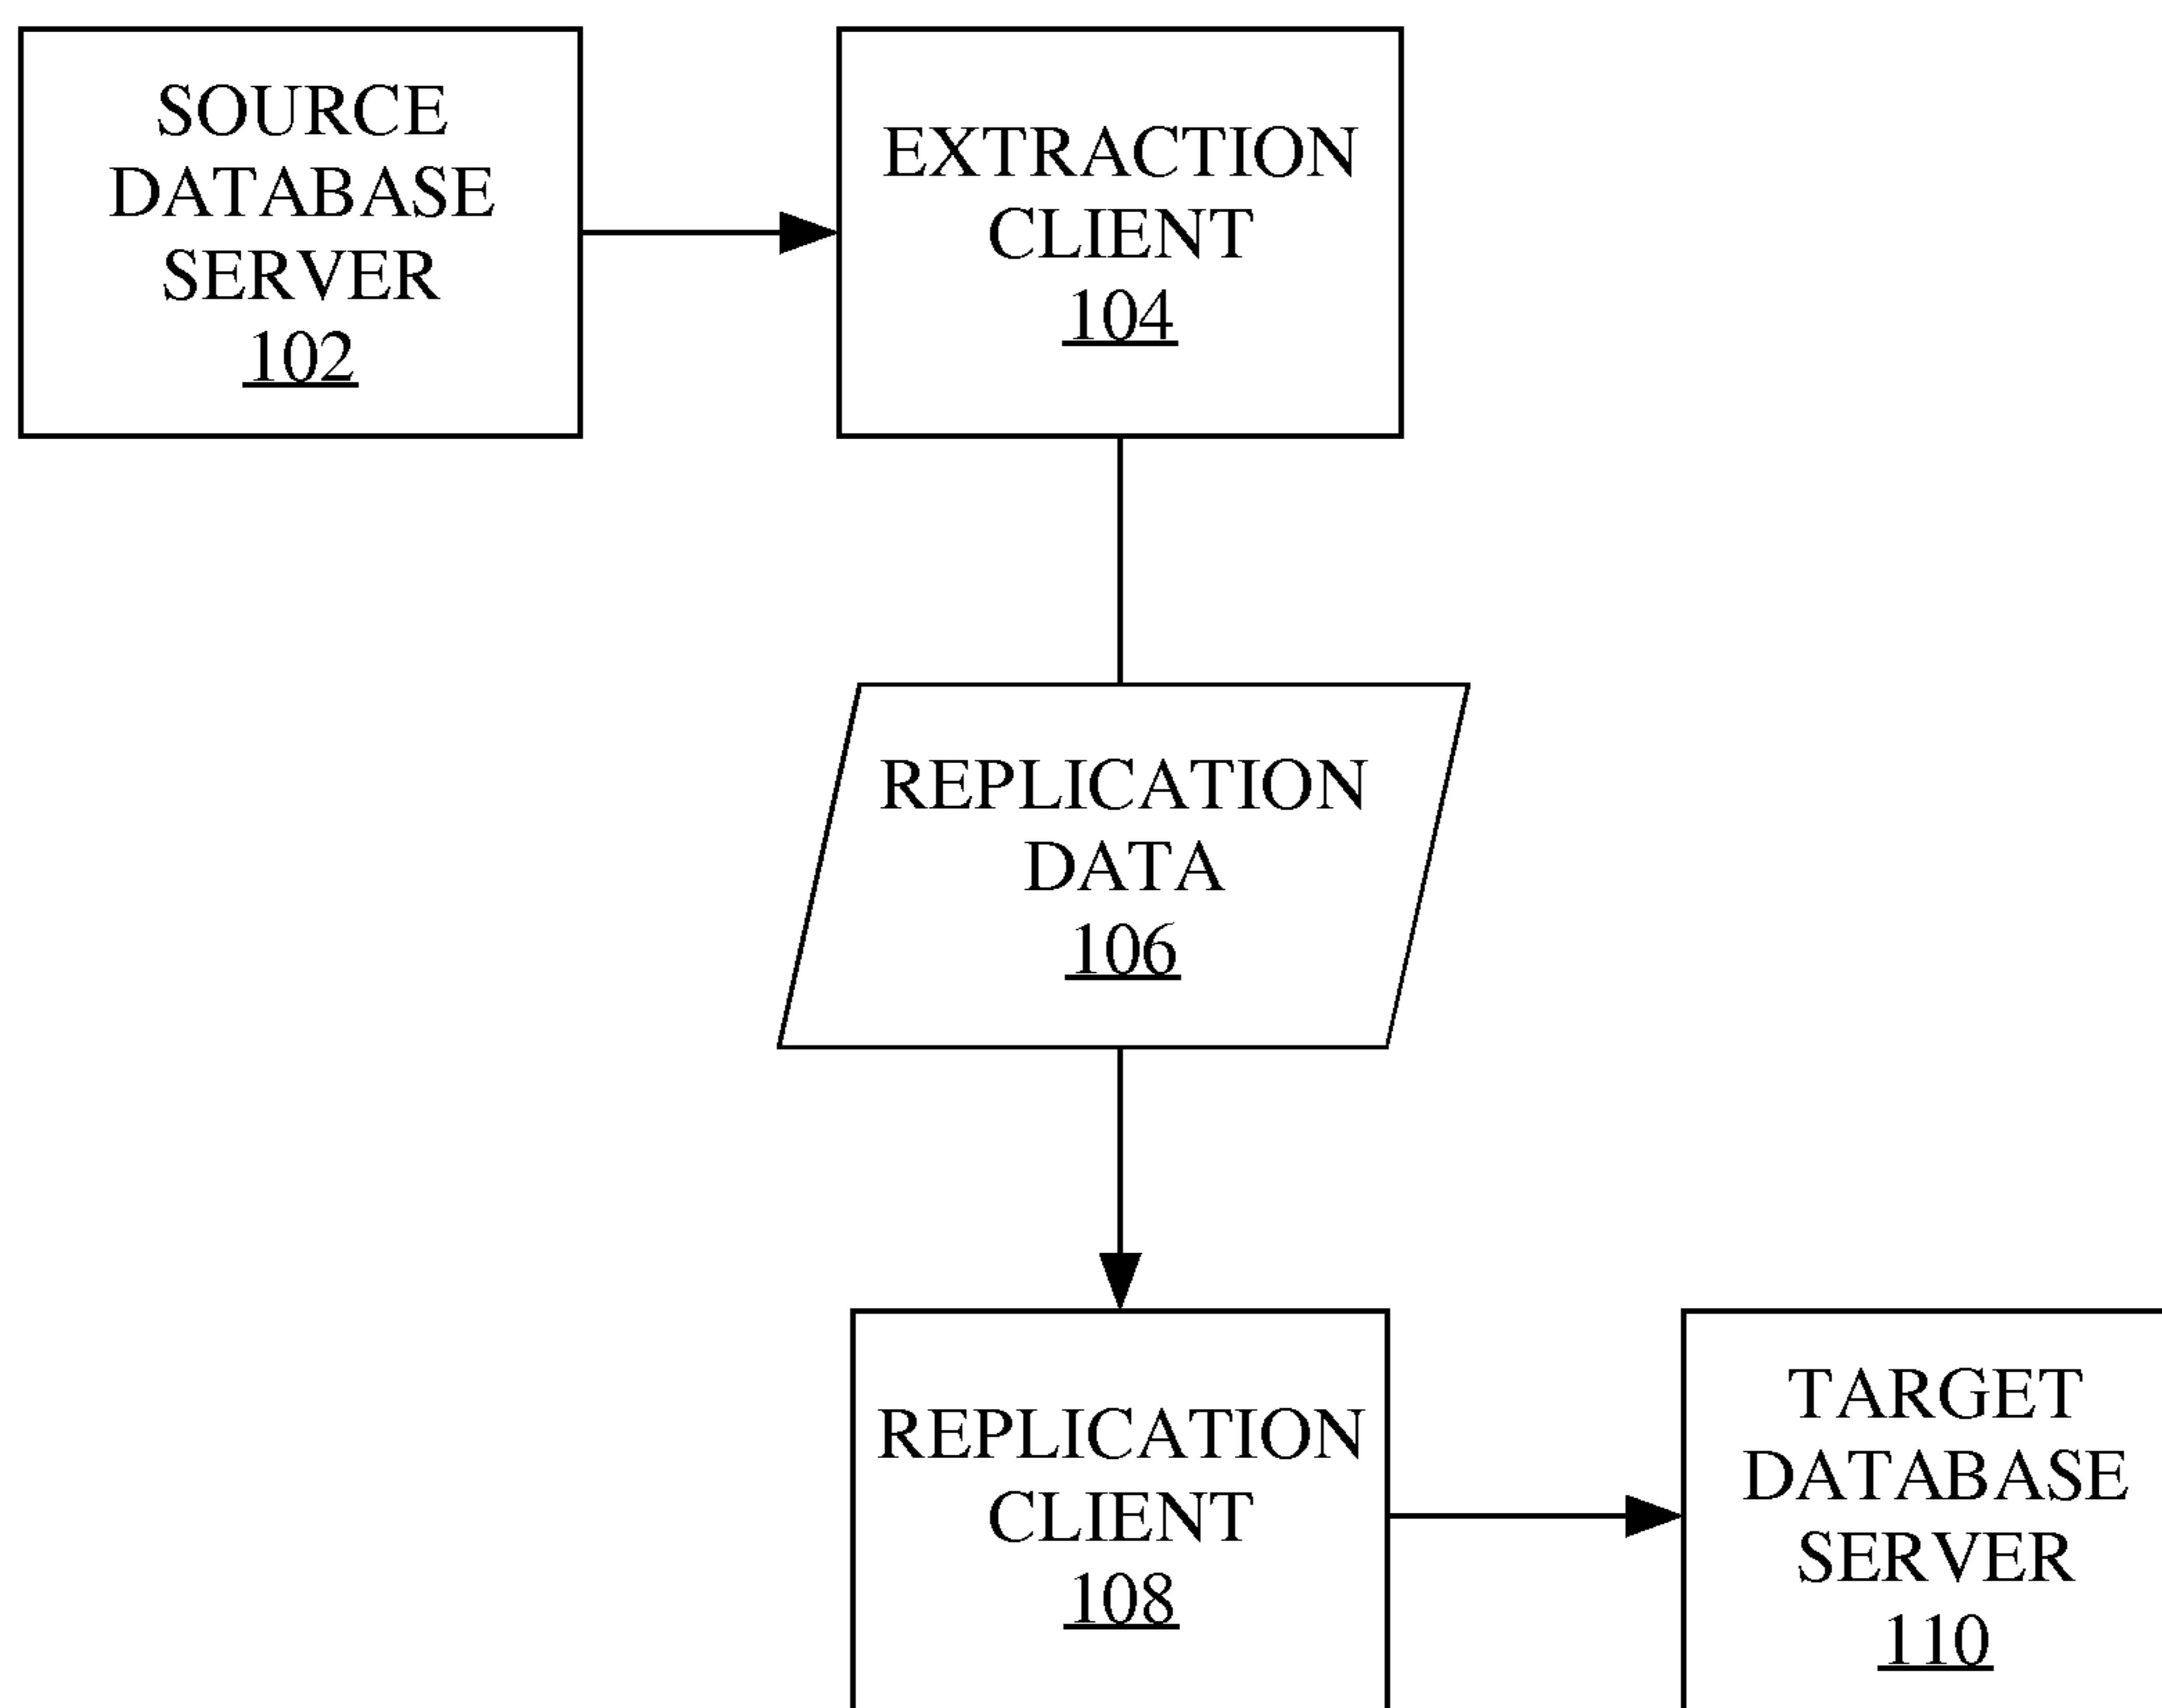 SOURCE
DATABASE
SERVER
102
EXTRACTION
CLIENT
104
REPLICATION
DATA
106
REPLICATION
CLIENT
108
TARGET
DATABASE
SERVER
110